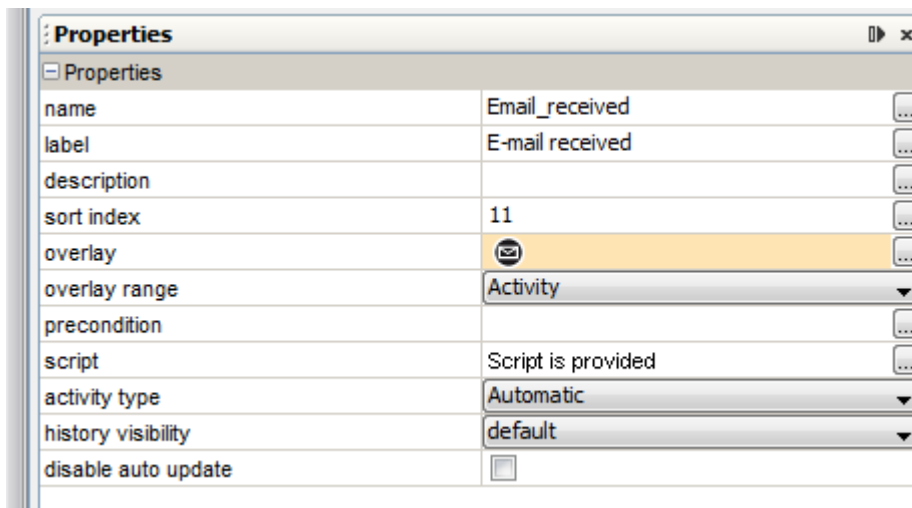 Properties
Properties
name Email_received ...
label E-mail received ...
description ...
sort index 11 ...
overlay ...
overlay range Activity
precondition ...
script Script is provided ...
activity type Automatic
history visibility default
disable auto update